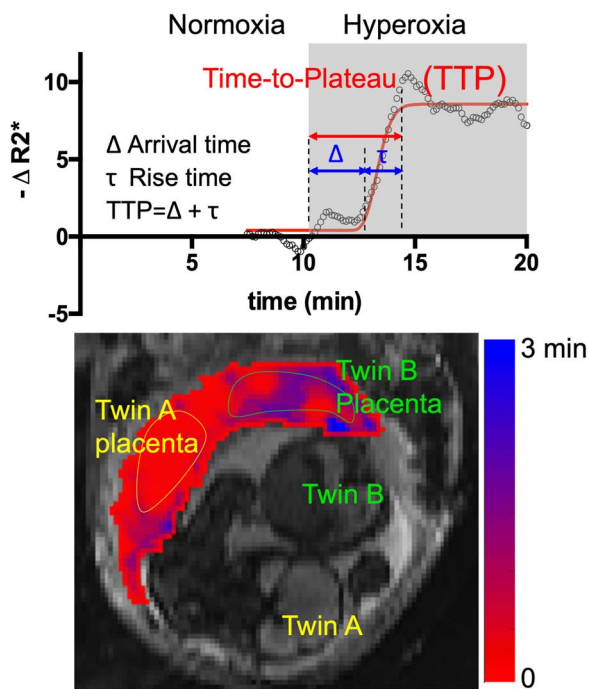 Normoxia Hyperoxia
Time-to-Plateau (TTP)
Δ Arrival time
τ Rise time
TTP=Δ + τ
Δ τ
- Δ R2*
10
5
0
-5
5 10 15 20
time (min)
3 min
Twin B
Placenta
Twin A
placenta
Twin B
Twin A
0